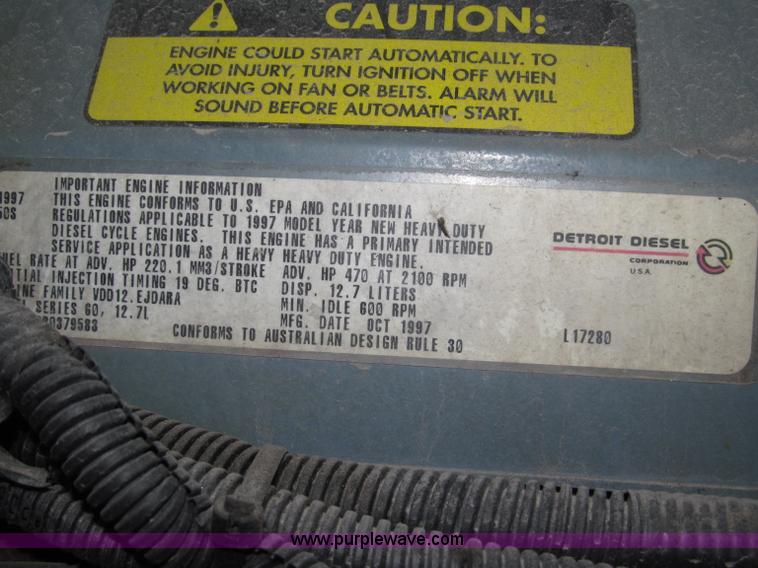 CAUTION:
ENGINE COULD START AUTOMATICALLY. TO
AVOID INJURY, TURN IGNITION OFF WHEN
WORKING ON FAN OR BELTS. ALARM WILL
SOUND BEFORE AUTOMATIC START.
IMPORTANT ENGINE INFORMATION
1997 THIS ENGINE CONFORMS TO U.S. EPA AND CALIFORNIA
REGULATIONS APPLICABLE TO 1997 MODEL YEAR NEW HEAVY DUTY
DIESEL CYCLE ENGINES. THIS ENGINE HAS A PRIMARY INTENDED
SERVICE APPLICATION AS A HEAVY HEAVY DUTY ENGINE.
UEL RATE AT ADV. HP 220.1 MM3/STROKE ADV. HP 470 AT 2100 RPM
ITIAL INJECTION TIMING 19 DEG. BTC DISP. 12.7 LITERS
INE FAMILY VDD12.EJDARA MIN. IDLE 600 RPM
SERIES 60, 12.7L MFG. DATE OCT 1997
0379583 CONFORMS TO AUSTRALIAN DESIGN RULE 30
DETROIT DIESEL
CORPORATION
U.S.A.
L17280
www.purplewave.com